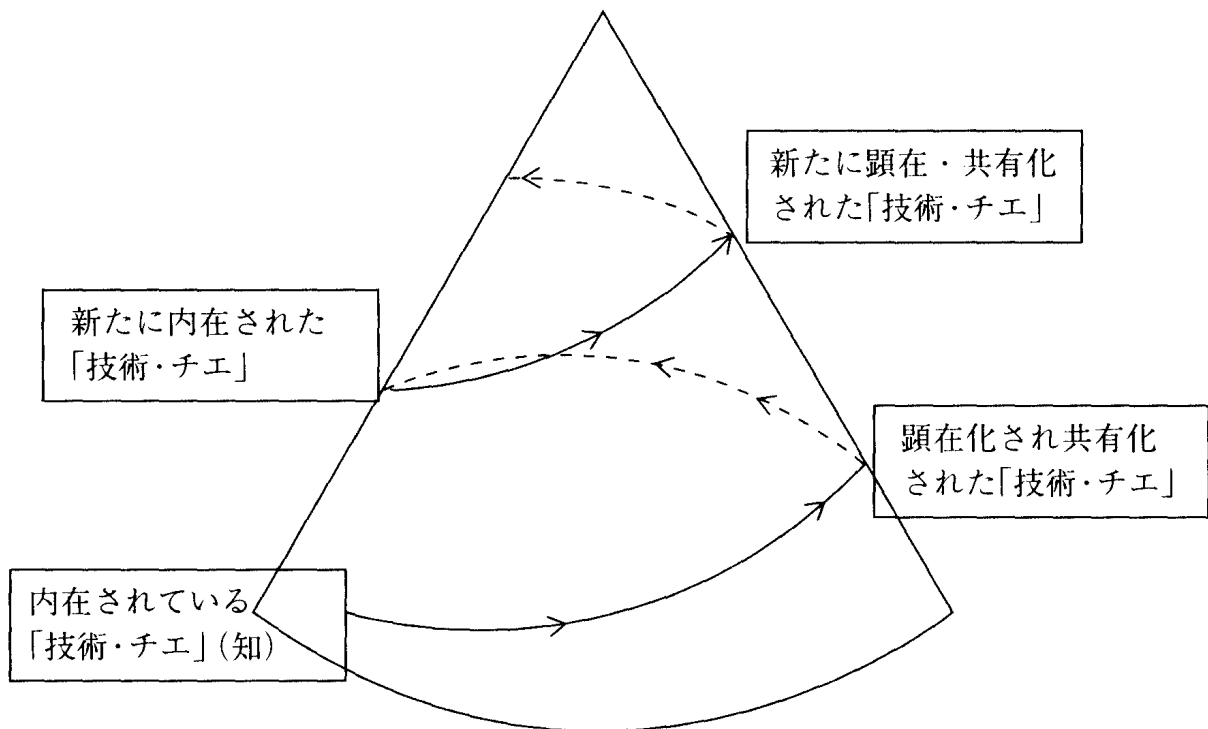 新たに顕在・共有化
された「技術・チエ」
新たに内在された
「技術・チエ」
顕在化され共有化
された「技術・チエ」
内在されている
「技術・チエ」(知)